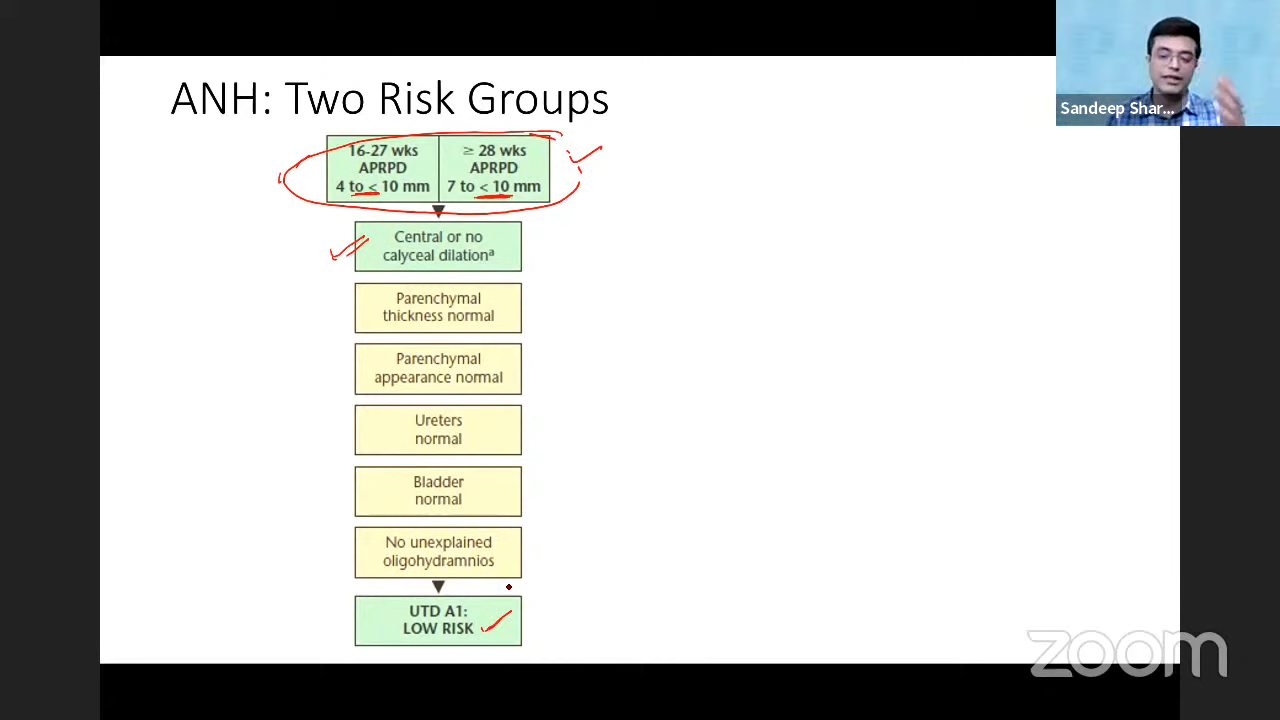 ANH: Two Risk Groups
Sandeep Shar...
16-27 wks
APRPD
4 to < 10 mm
≥ 28 wks
APRPD
7 to < 10 mm
Central or no
calyceal dilationᵃ
Parenchymal
thickness normal
Parenchymal
appearance normal
Ureters
normal
Bladder
normal
No unexplained
oligohydramnios
UTD A1:
LOW RISK
zoom